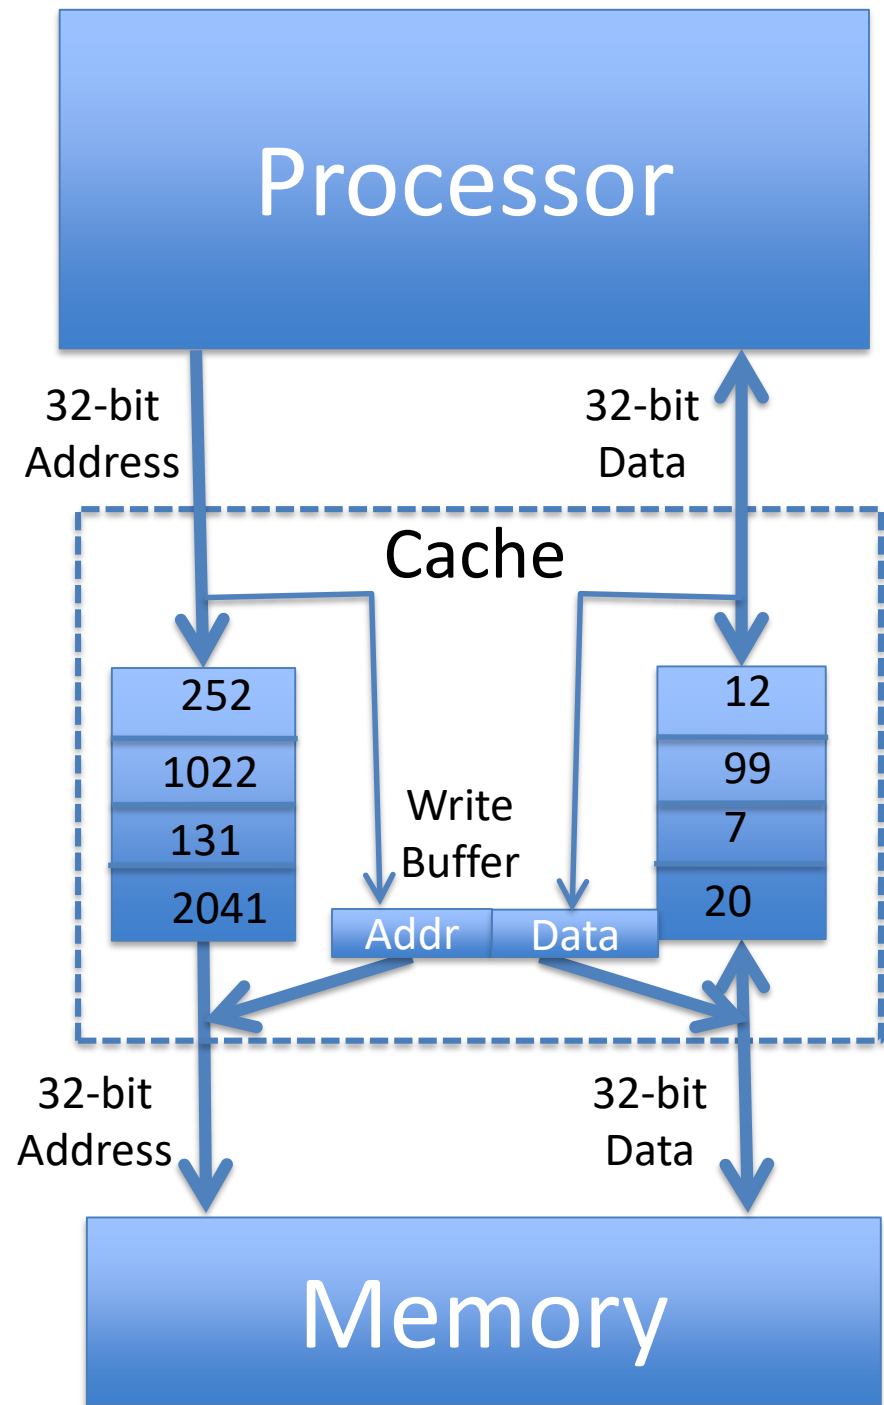 Processor
32-bit
Address
32-bit
Data
Cache
252
1022
131
2041
12
99
7
20
Write
Buffer
Addr
Data
32-bit
Address
32-bit
Data
Memory